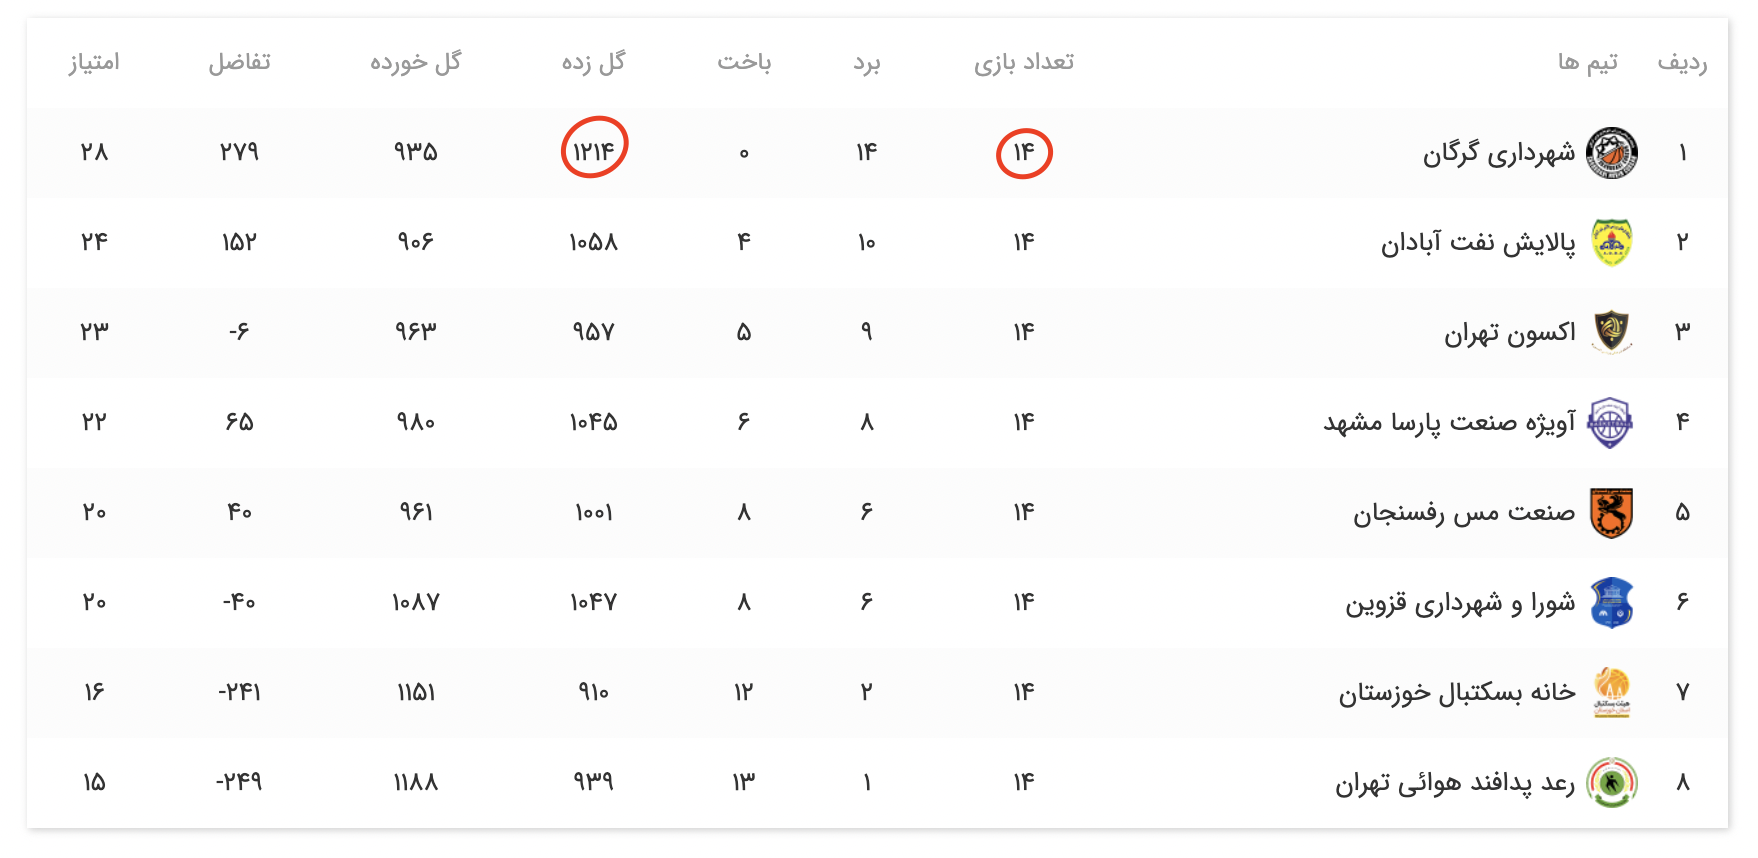 ردیف تیم ها تعداد بازی برد باخت گل زده گل خورده تفاضل امتیاز
۱ شهرداری گرگان ۱۴ ۱۴ ۰ ۱۲۱۴ ۹۳۵ ۲۷۹ ۲۸
۲ پالایش نفت آبادان ۱۴ ۱۰ ۴ ۱۰۵۸ ۹۰۶ ۱۵۲ ۲۴
۳ اکسون تهران ۱۴ ۹ ۵ ۹۵۷ ۹۶۳ -۶ ۲۳
۴ آویژه صنعت پارسا مشهد ۱۴ ۸ ۶ ۱۰۴۵ ۹۸۰ ۶۵ ۲۲
۵ صنعت مس رفسنجان ۱۴ ۶ ۸ ۱۰۰۱ ۹۶۱ ۴۰ ۲۰
۶ شورا و شهرداری قزوین ۱۴ ۶ ۸ ۱۰۴۷ ۱۰۸۷ -۴۰ ۲۰
۷ خانه بسکتبال خوزستان ۱۴ ۲ ۱۲ ۹۱۰ ۱۱۵۱ -۲۴۱ ۱۶
۸ رعد پدافند هوائی تهران ۱۴ ۱ ۱۳ ۹۳۹ ۱۱۸۸ -۲۴۹ ۱۵